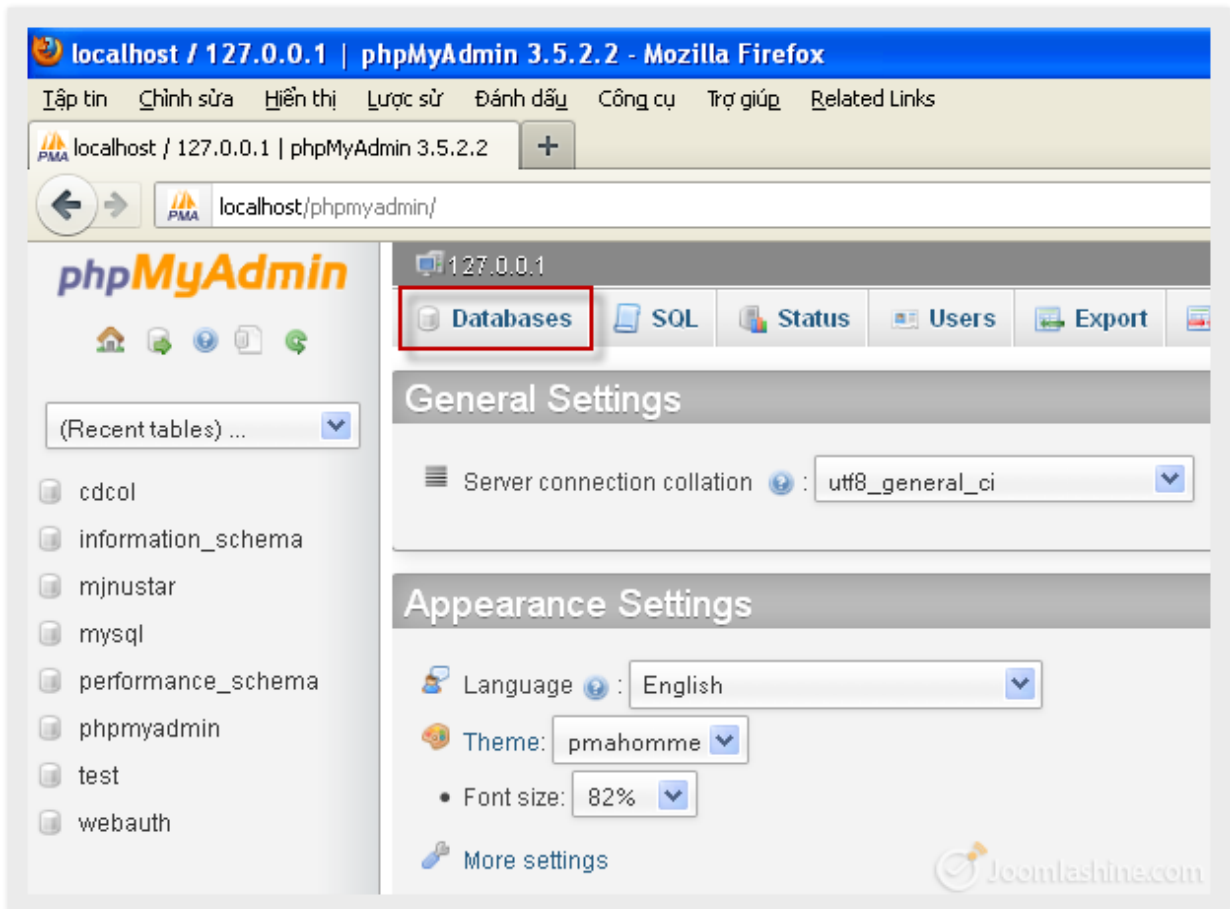 localhost / 127.0.0.1 | phpMyAdmin 3.5.2.2 - Mozilla Firefox
Tập tin Chỉnh sửa Hiển thị Lược sử Đánh dấu Công cụ Trợ giúp Related Links
PMA localhost / 127.0.0.1 | phpMyAdmin 3.5.2.2 +
PMA localhost/phpmyadmin/
phpMyAdmin
(Recent tables) ...
cdcol
information_schema
mjnustar
mysql
performance_schema
phpmyadmin
test
webauth
127.0.0.1
Databases SQL Status Users Export
General Settings
Server connection collation : utf8_general_ci
Appearance Settings
Language : English
Theme: pmahomme
• Font size: 82%
More settings
Joomlashine.com